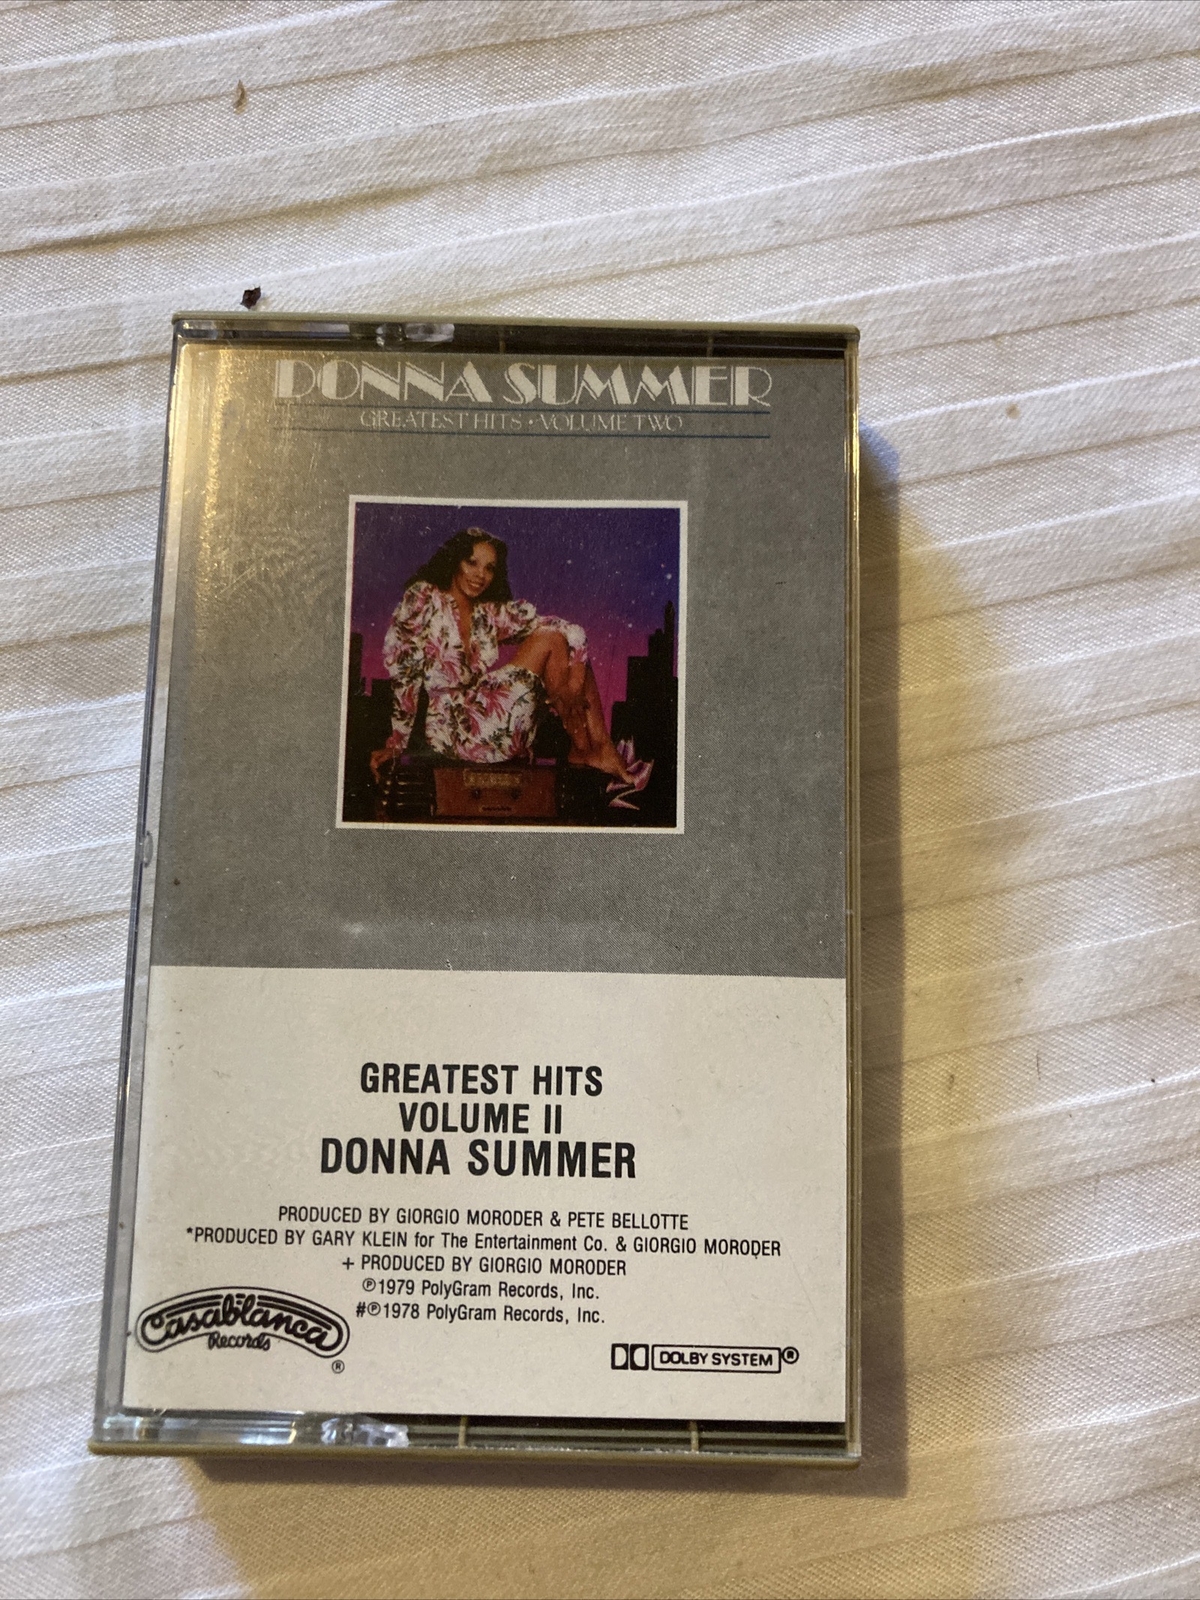 DONNA SUMMER
GREATEST HITS • VOLUME TWO
GREATEST HITS
VOLUME II
DONNA SUMMER
PRODUCED BY GIORGIO MORODER & PETE BELLOTTE
*PRODUCED BY GARY KLEIN for The Entertainment Co. & GIORGIO MORODER
+ PRODUCED BY GIORGIO MORODER
℗1979 PolyGram Records, Inc.
#℗1978 PolyGram Records, Inc.
Casablanca
Records
®
DOLBY SYSTEM®